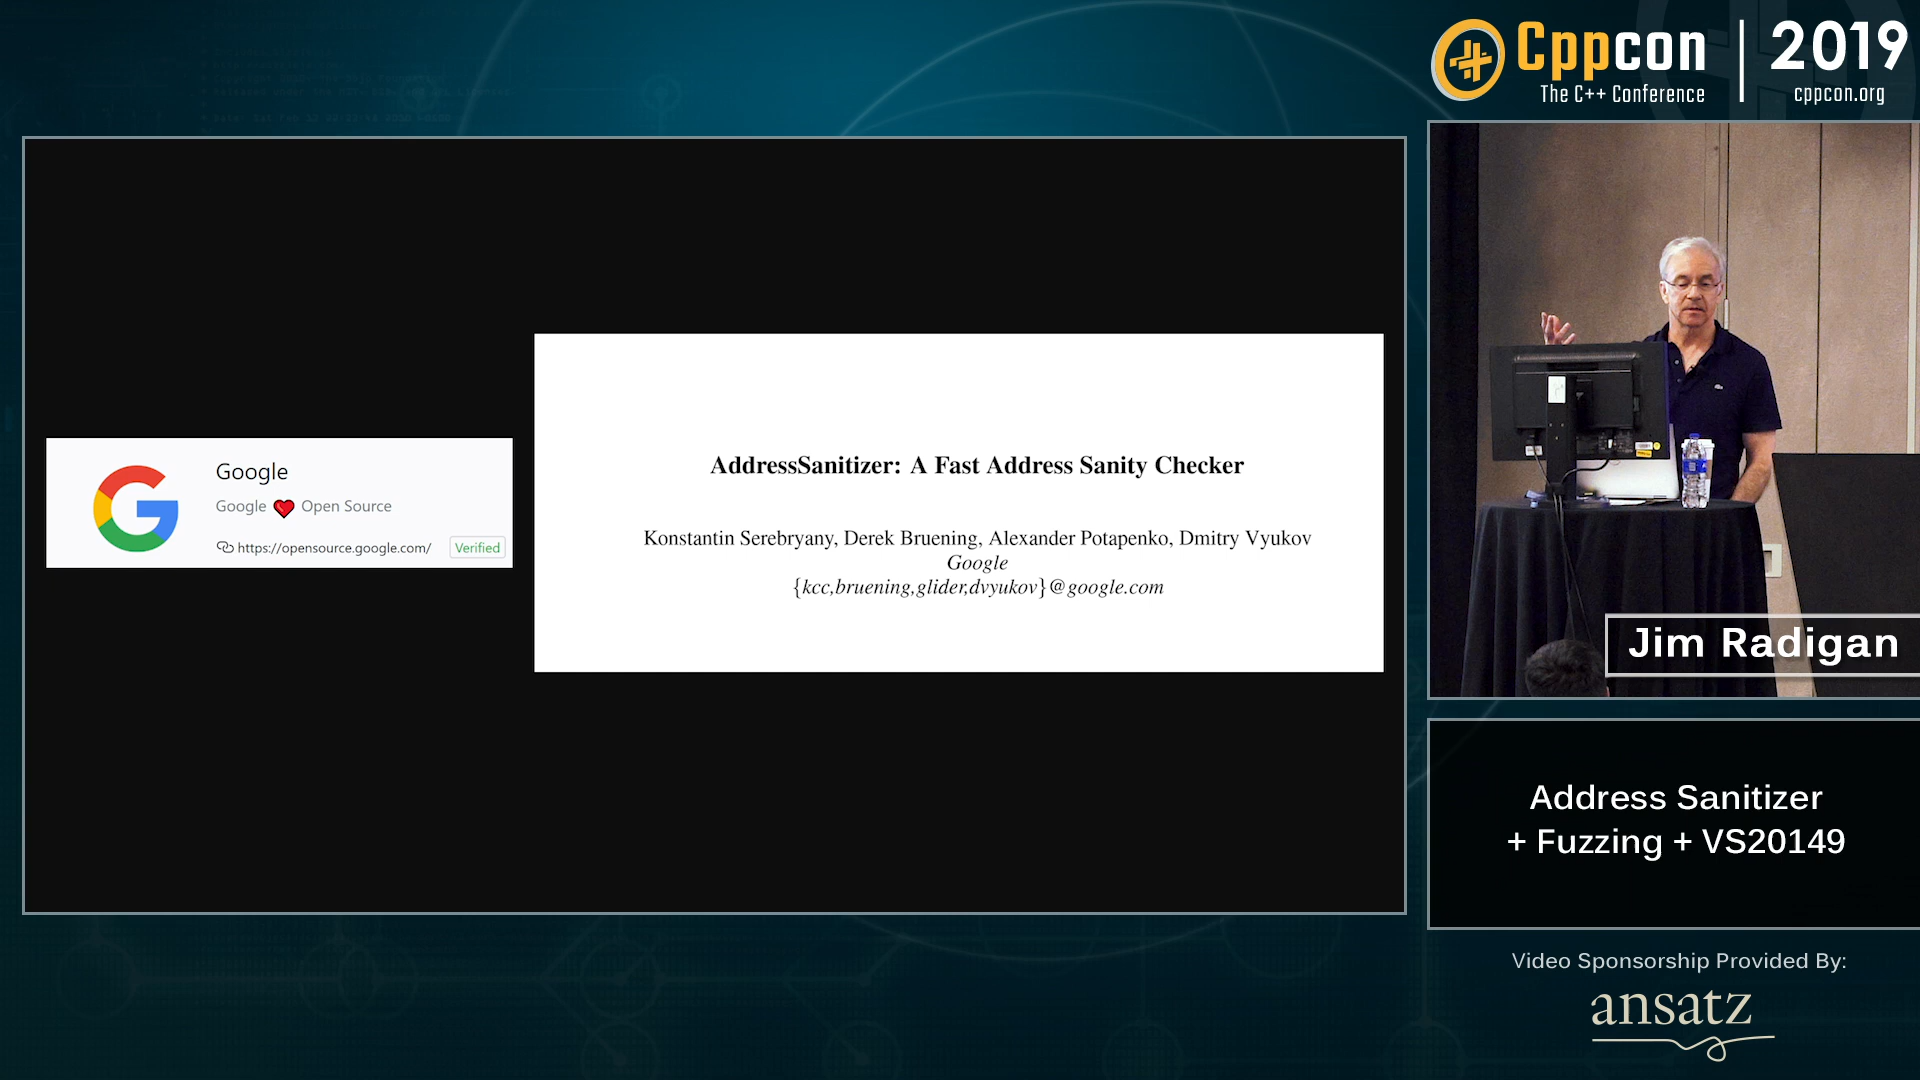 Cppcon
The C++ Conference
2019
cppcon.org
Google
Google Open Source
https://opensource.google.com/
Verified
AddressSanitizer: A Fast Address Sanity Checker
Konstantin Serebryany, Derek Bruening, Alexander Potapenko, Dmitry Vyukov
Google
{kcc,bruening,glider,dvyukov}@google.com
Jim Radigan
Address Sanitizer
+ Fuzzing + VS20149
Video Sponsorship Provided By:
ansatz